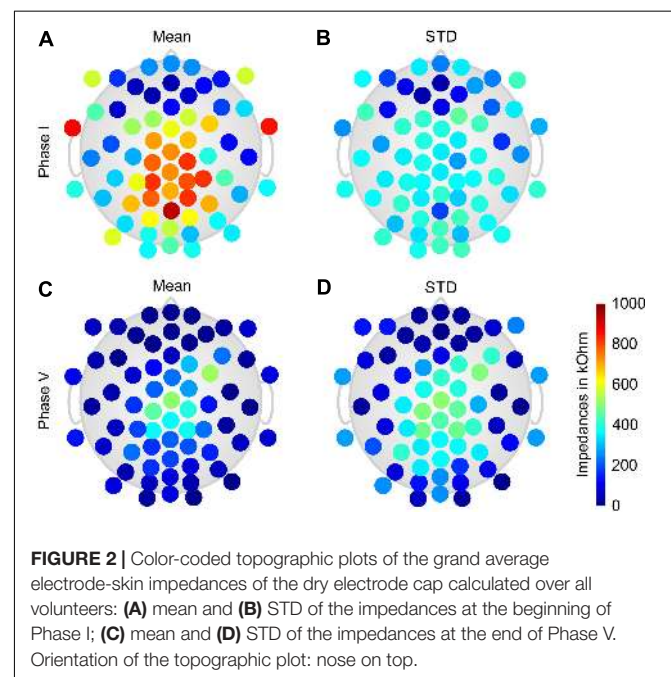 A
Mean
B
STD
Phase I
C
Mean
D
STD
Phase V
1000
800
600
400
200
0
Impedances in kOhm
FIGURE 2 | Color-coded topographic plots of the grand average
electrode-skin impedances of the dry electrode cap calculated over all
volunteers: (A) mean and (B) STD of the impedances at the beginning of
Phase I; (C) mean and (D) STD of the impedances at the end of Phase V.
Orientation of the topographic plot: nose on top.